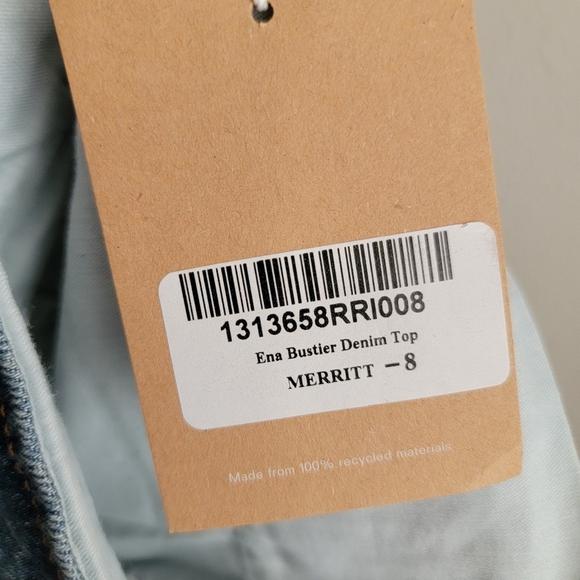 1313658RRI008
Ena Bustier Denim Top
MERRITT - 8
Made from 100% recycled materials